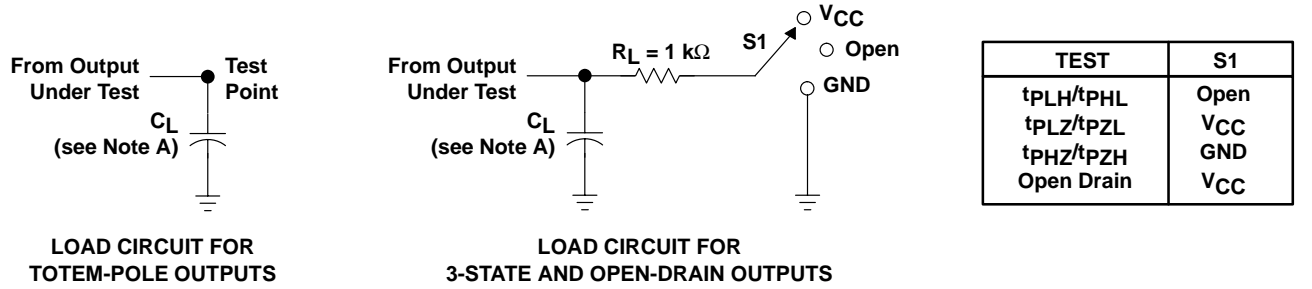 From Output
Under Test
Test
Point
CL
(see Note A)
LOAD CIRCUIT FOR
TOTEM-POLE OUTPUTS
From Output
Under Test
RL = 1 kΩ
S1
VCC
Open
GND
CL
(see Note A)
LOAD CIRCUIT FOR
3-STATE AND OPEN-DRAIN OUTPUTS
TEST S1
tPLH/tPHL Open
tPLZ/tPZL VCC
tPHZ/tPZH GND
Open Drain VCC